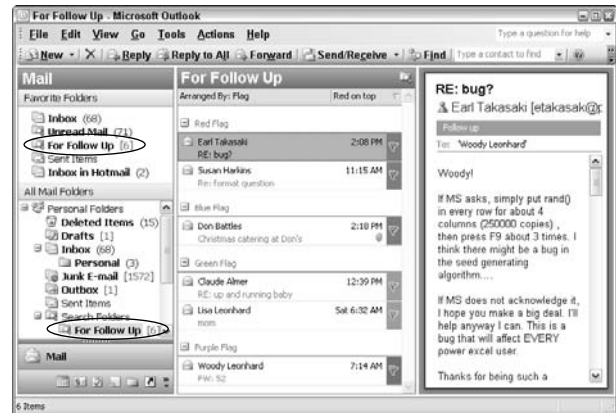 For Follow Up - Microsoft Outlook
File Edit View Go Tools Actions Help
Type a question for help
New Reply Reply to All Forward Send/Receive Find Type a contact to find
Mail
Favorite Folders
Inbox (68)
Unread Mail (71)
For Follow Up [6]
Sent Items
Inbox in Hotmail (2)
All Mail Folders
Personal Folders
Deleted Items (15)
Drafts [1]
Inbox (68)
Personal (3)
Junk E-mail [1572]
Outbox [1]
Sent Items
Search Folders
For Follow Up [6]
Mail
6 Items
For Follow Up
Arranged By: Flag Red on top
Red Flag
Earl Takasaki 2:08 PM
RE: bug?
Susan Harkins 11:15 AM
Re: format question
Blue Flag
Don Battles 2:18 PM
Christmas catering at Don's
Green Flag
Claude Almer 12:39 PM
RE: up and running baby
Lisa Leonhard Sat 6:32 AM
mom
Purple Flag
Woody Leonhard 7:14 AM
FW: S2
RE: bug?
Earl Takasaki [etakasaki@
Follow up
To: 'Woody Leonhard'
Woody!
If MS asks, simply put rand()
in every row for about 4
columns (250000 copies) ,
then press F9 about 3 times. I
think there might be a bug in
the seed generating
algorithm....
If MS does not acknowledge it,
I hope you make a big deal. I'll
help anyway I can. This is a
bug that will affect EVERY
power excel user.
Thanks for being such a